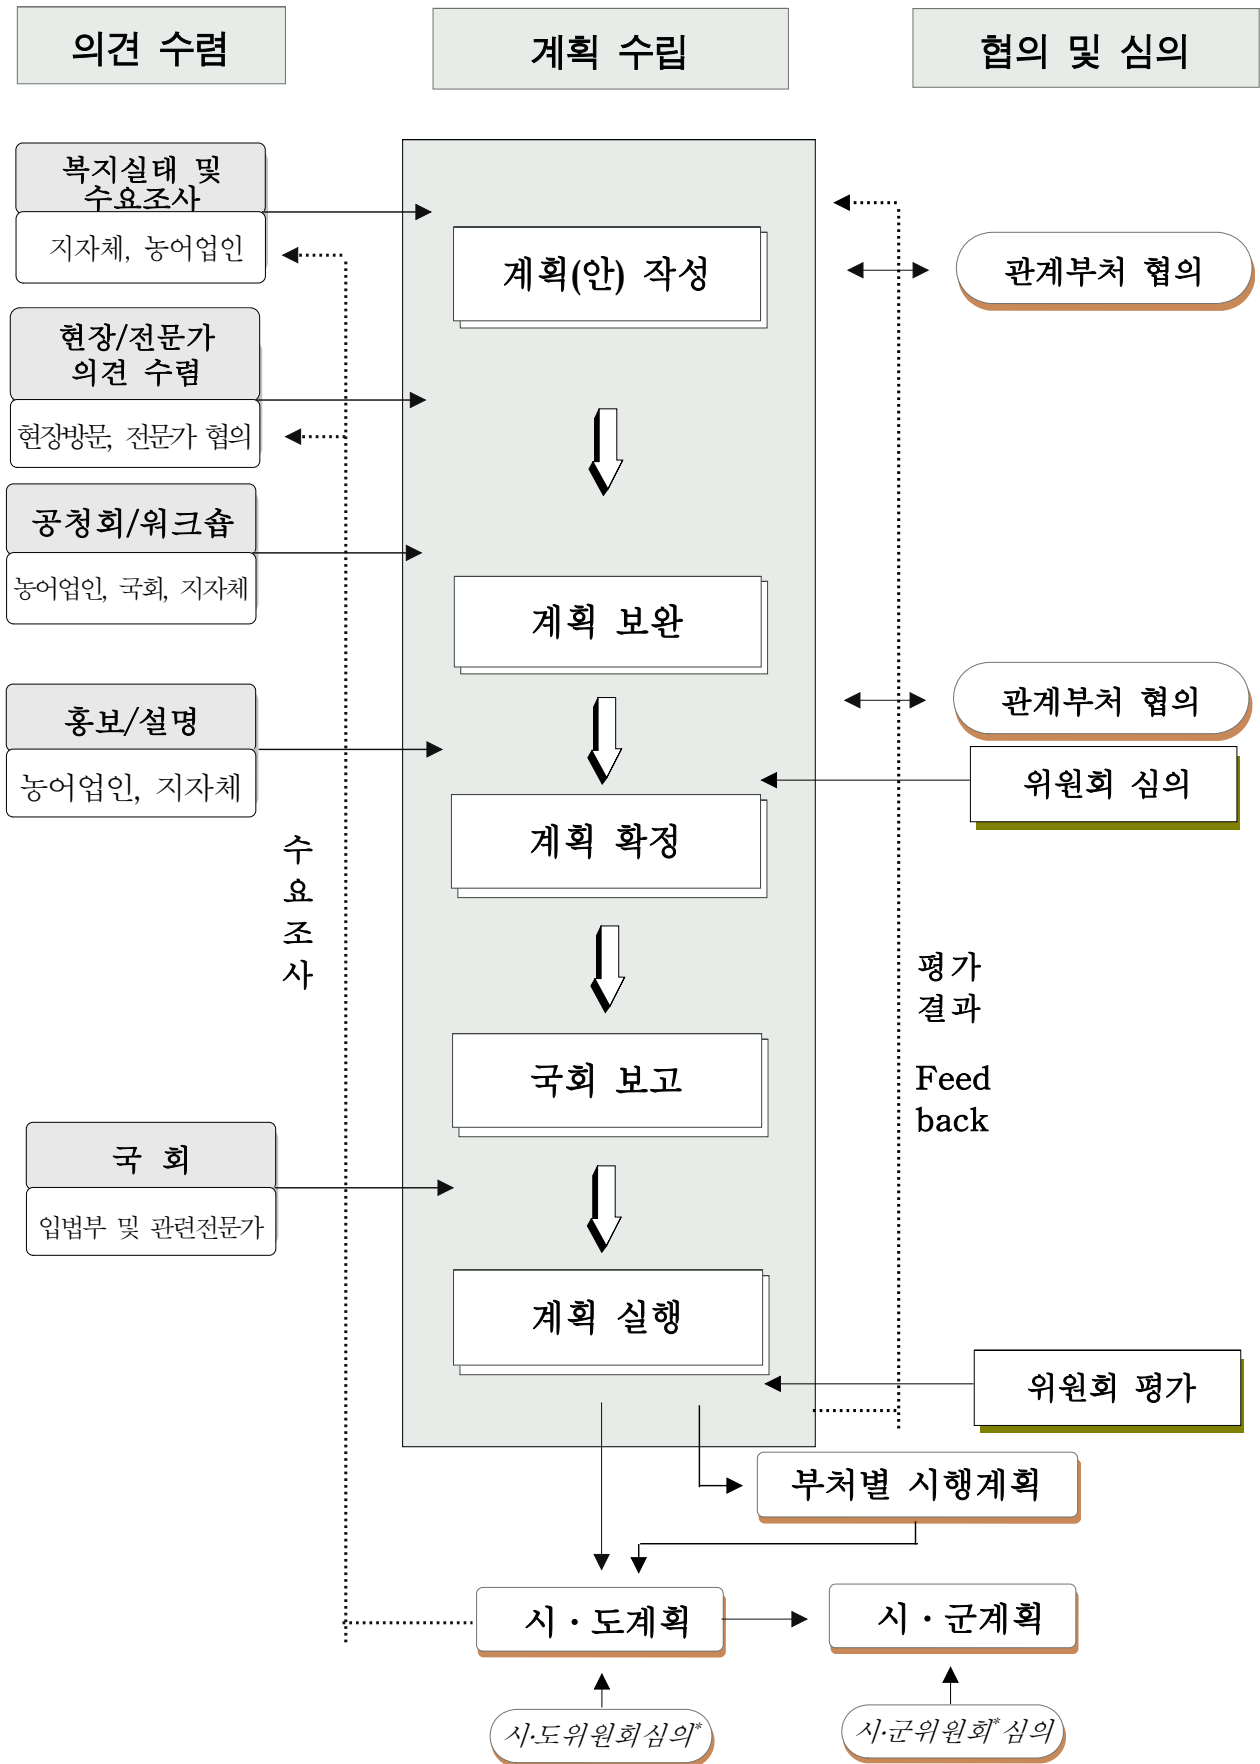 의견 수렴
계획 수립
협의 및 심의
복지실태 및
수요조사
지자체, 농어업인
계획(안) 작성
관계부처 협의
현장/전문가
의견 수렴
현장방문, 전문가 협의
공청회/워크숍
농어업인, 국회, 지자체
계획 보완
관계부처 협의
홍보/설명
농어업인, 지자체
위원회 심의
계획 확정
수
요
조
사
평가
결과
Feed
back
국회 보고
국 회
입법부 및 관련전문가
계획 실행
위원회 평가
부처별 시행계획
시·도계획
시·군계획
시·도위원회심의*
시·군위원회*심의